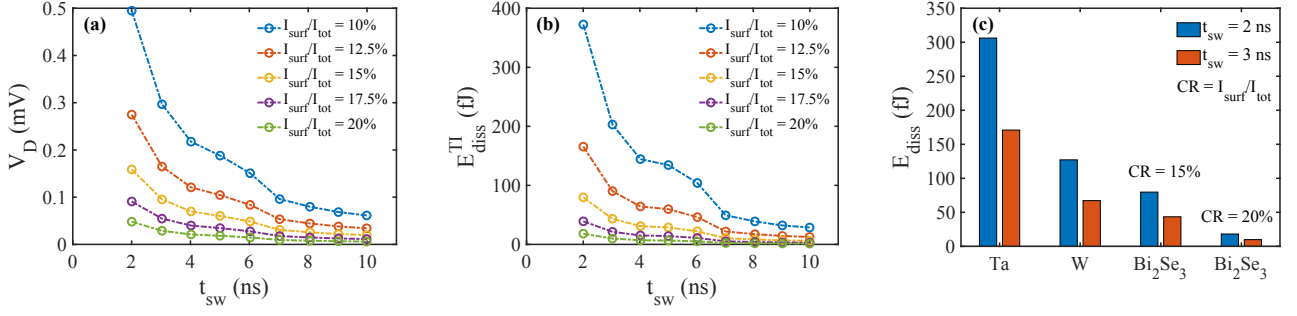 (a)
I_surf/I_tot = 10%
I_surf/I_tot = 12.5%
I_surf/I_tot = 15%
I_surf/I_tot = 17.5%
I_surf/I_tot = 20%
V_D (mV)
0.5
0.4
0.3
0.2
0.1
0
0 2 4 6 8 10
t_sw (ns)
(b)
I_surf/I_tot = 10%
I_surf/I_tot = 12.5%
I_surf/I_tot = 15%
I_surf/I_tot = 17.5%
I_surf/I_tot = 20%
E^TI_diss (fJ)
400
300
200
100
0
0 2 4 6 8 10
t_sw (ns)
(c)
t_sw = 2 ns
t_sw = 3 ns
CR = I_surf/I_tot
CR = 15%
CR = 20%
E_diss (fJ)
350
300
250
200
150
100
50
0
Ta W Bi_2Se_3 Bi_2Se_3